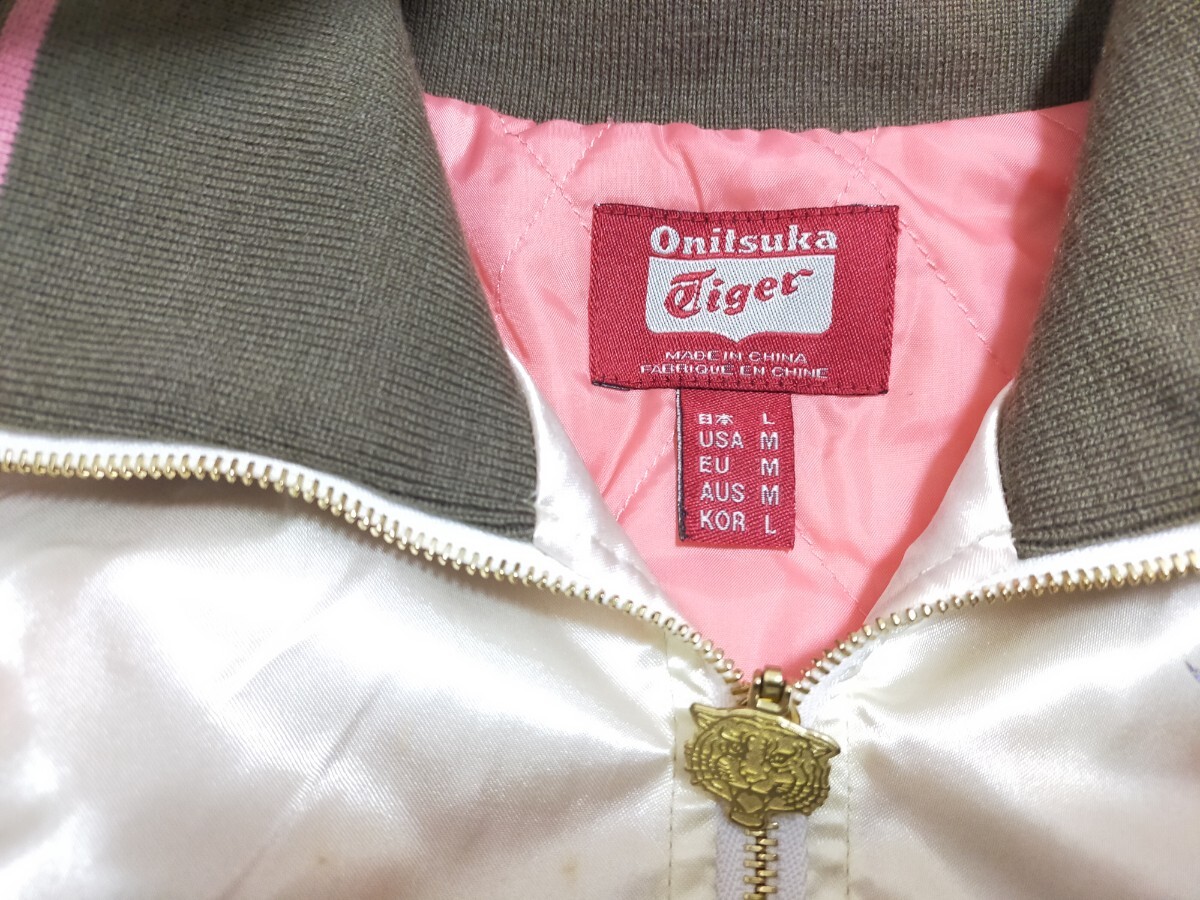 Onitsuka
Tiger
MADE IN CHINA
FABRIQUE EN CHINE
日本 L
USA M
EU M
AUS M
KOR L